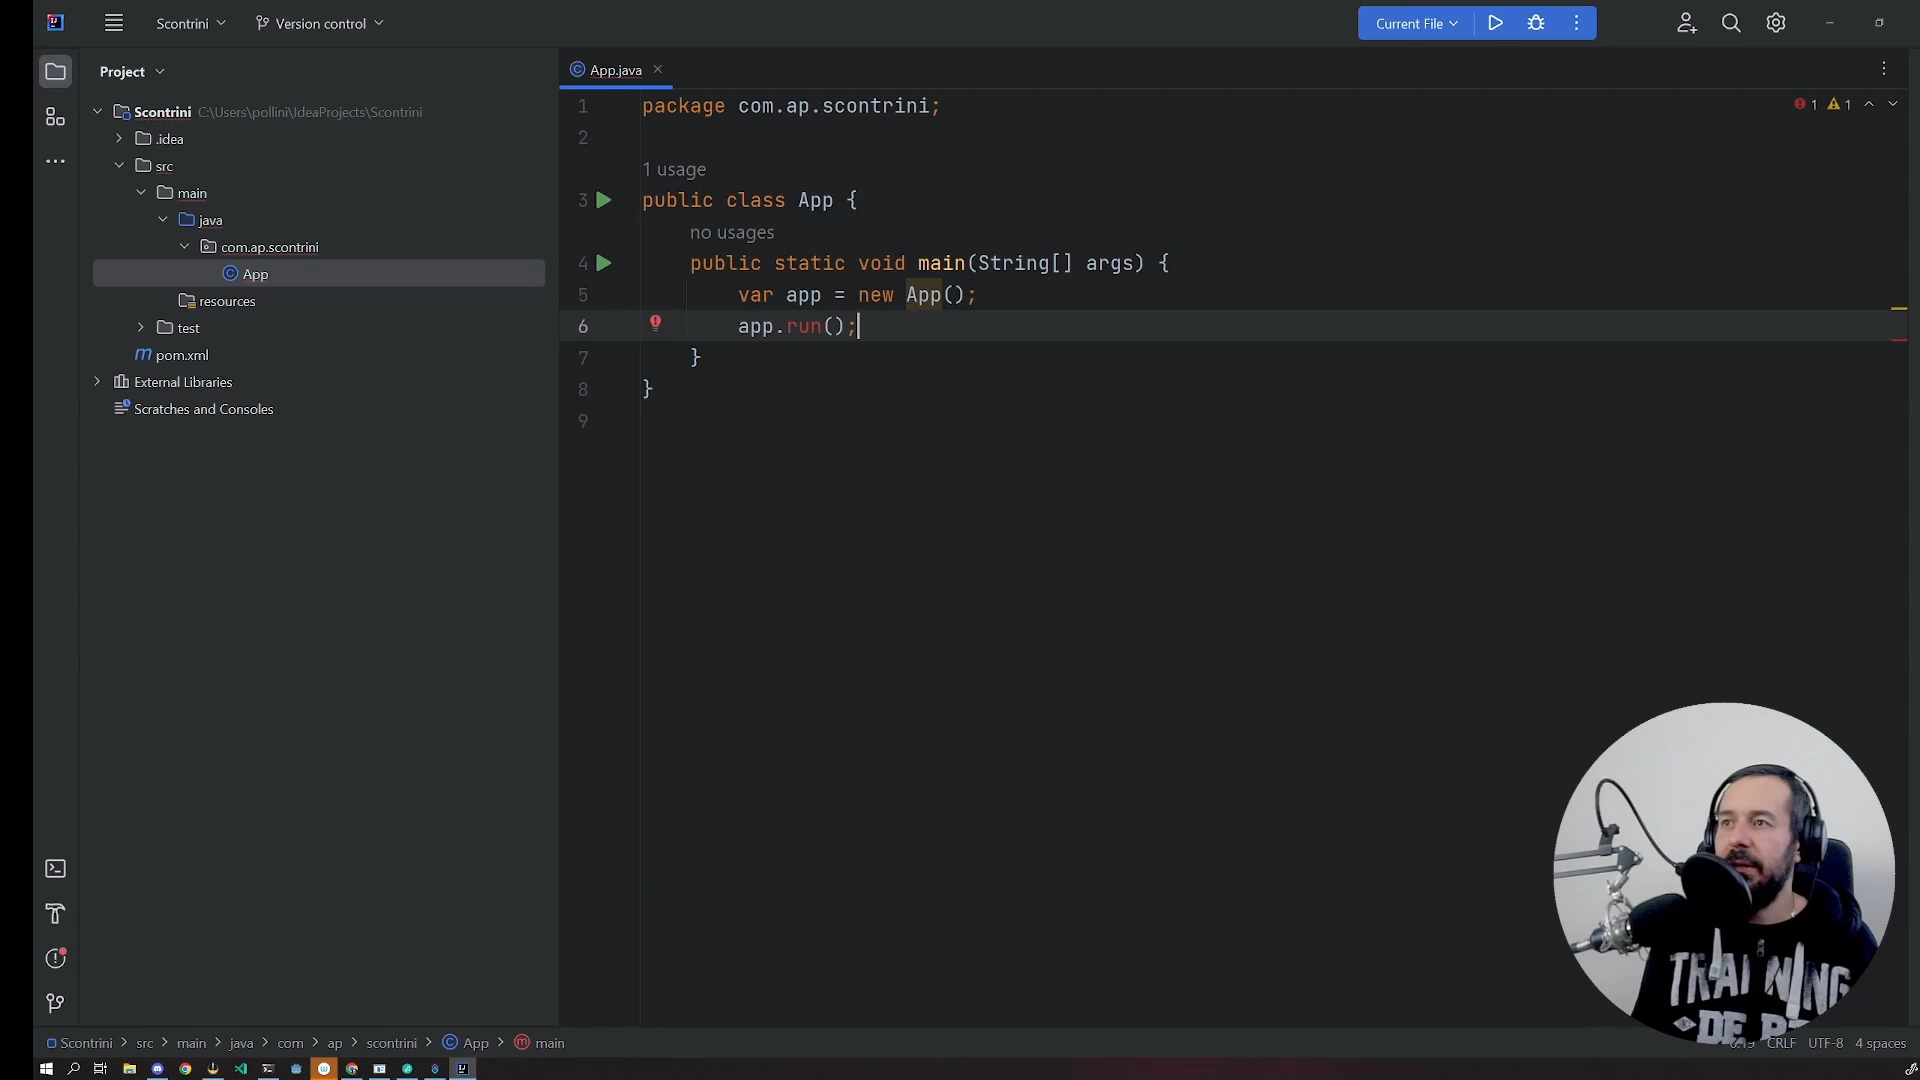 Scontrini
Version control
Current File
Project
Scontrini C:\Users\pollini\IdeaProjects\Scontrini
.idea
src
main
java
com.ap.scontrini
App
resources
test
pom.xml
External Libraries
Scratches and Consoles
App.java
1 1
1 package com.ap.scontrini;
2
1 usage
3 public class App {
no usages
4 public static void main(String[] args) {
5 var app = new App();
6 app.run();
7 }
8 }
9
TRAINING
DE
Scontrini > src > main > java > com > ap > scontrini > App > main
CRLF UTF-8 4 spaces